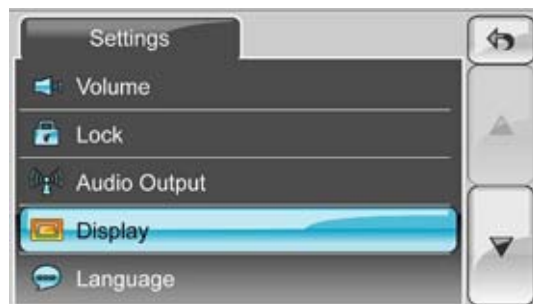 Settings
Volume
Lock
Audio Output
Display
Language